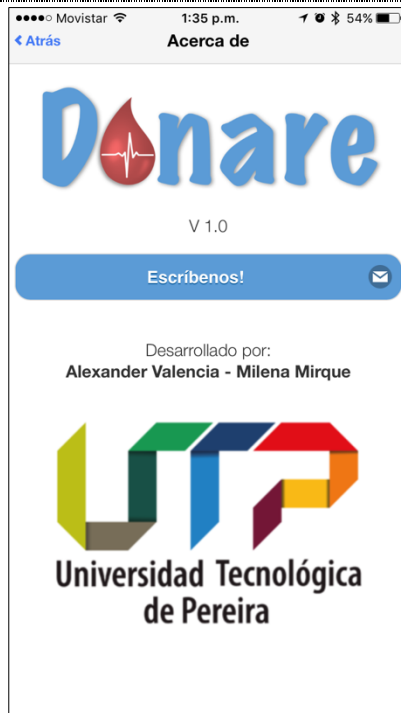 Movistar 1:35 p.m. 54%
Atrás Acerca de
Donare
V 1.0
Escríbenos!
Desarrollado por:
Alexander Valencia - Milena Mirque
UTP
Universidad Tecnológica
de Pereira